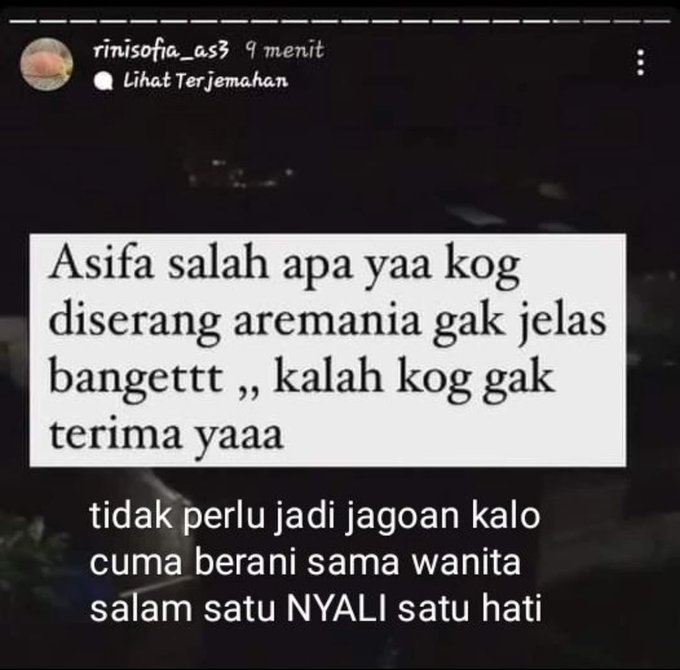 rinisofia_as3 9 menit
Lihat Terjemahan
Asifa salah apa yaa kog
diserang aremania gak jelas
bangettt ,, kalah kog gak
terima yaaa
tidak perlu jadi jagoan kalo
cuma berani sama wanita
salam satu NYALI satu hati